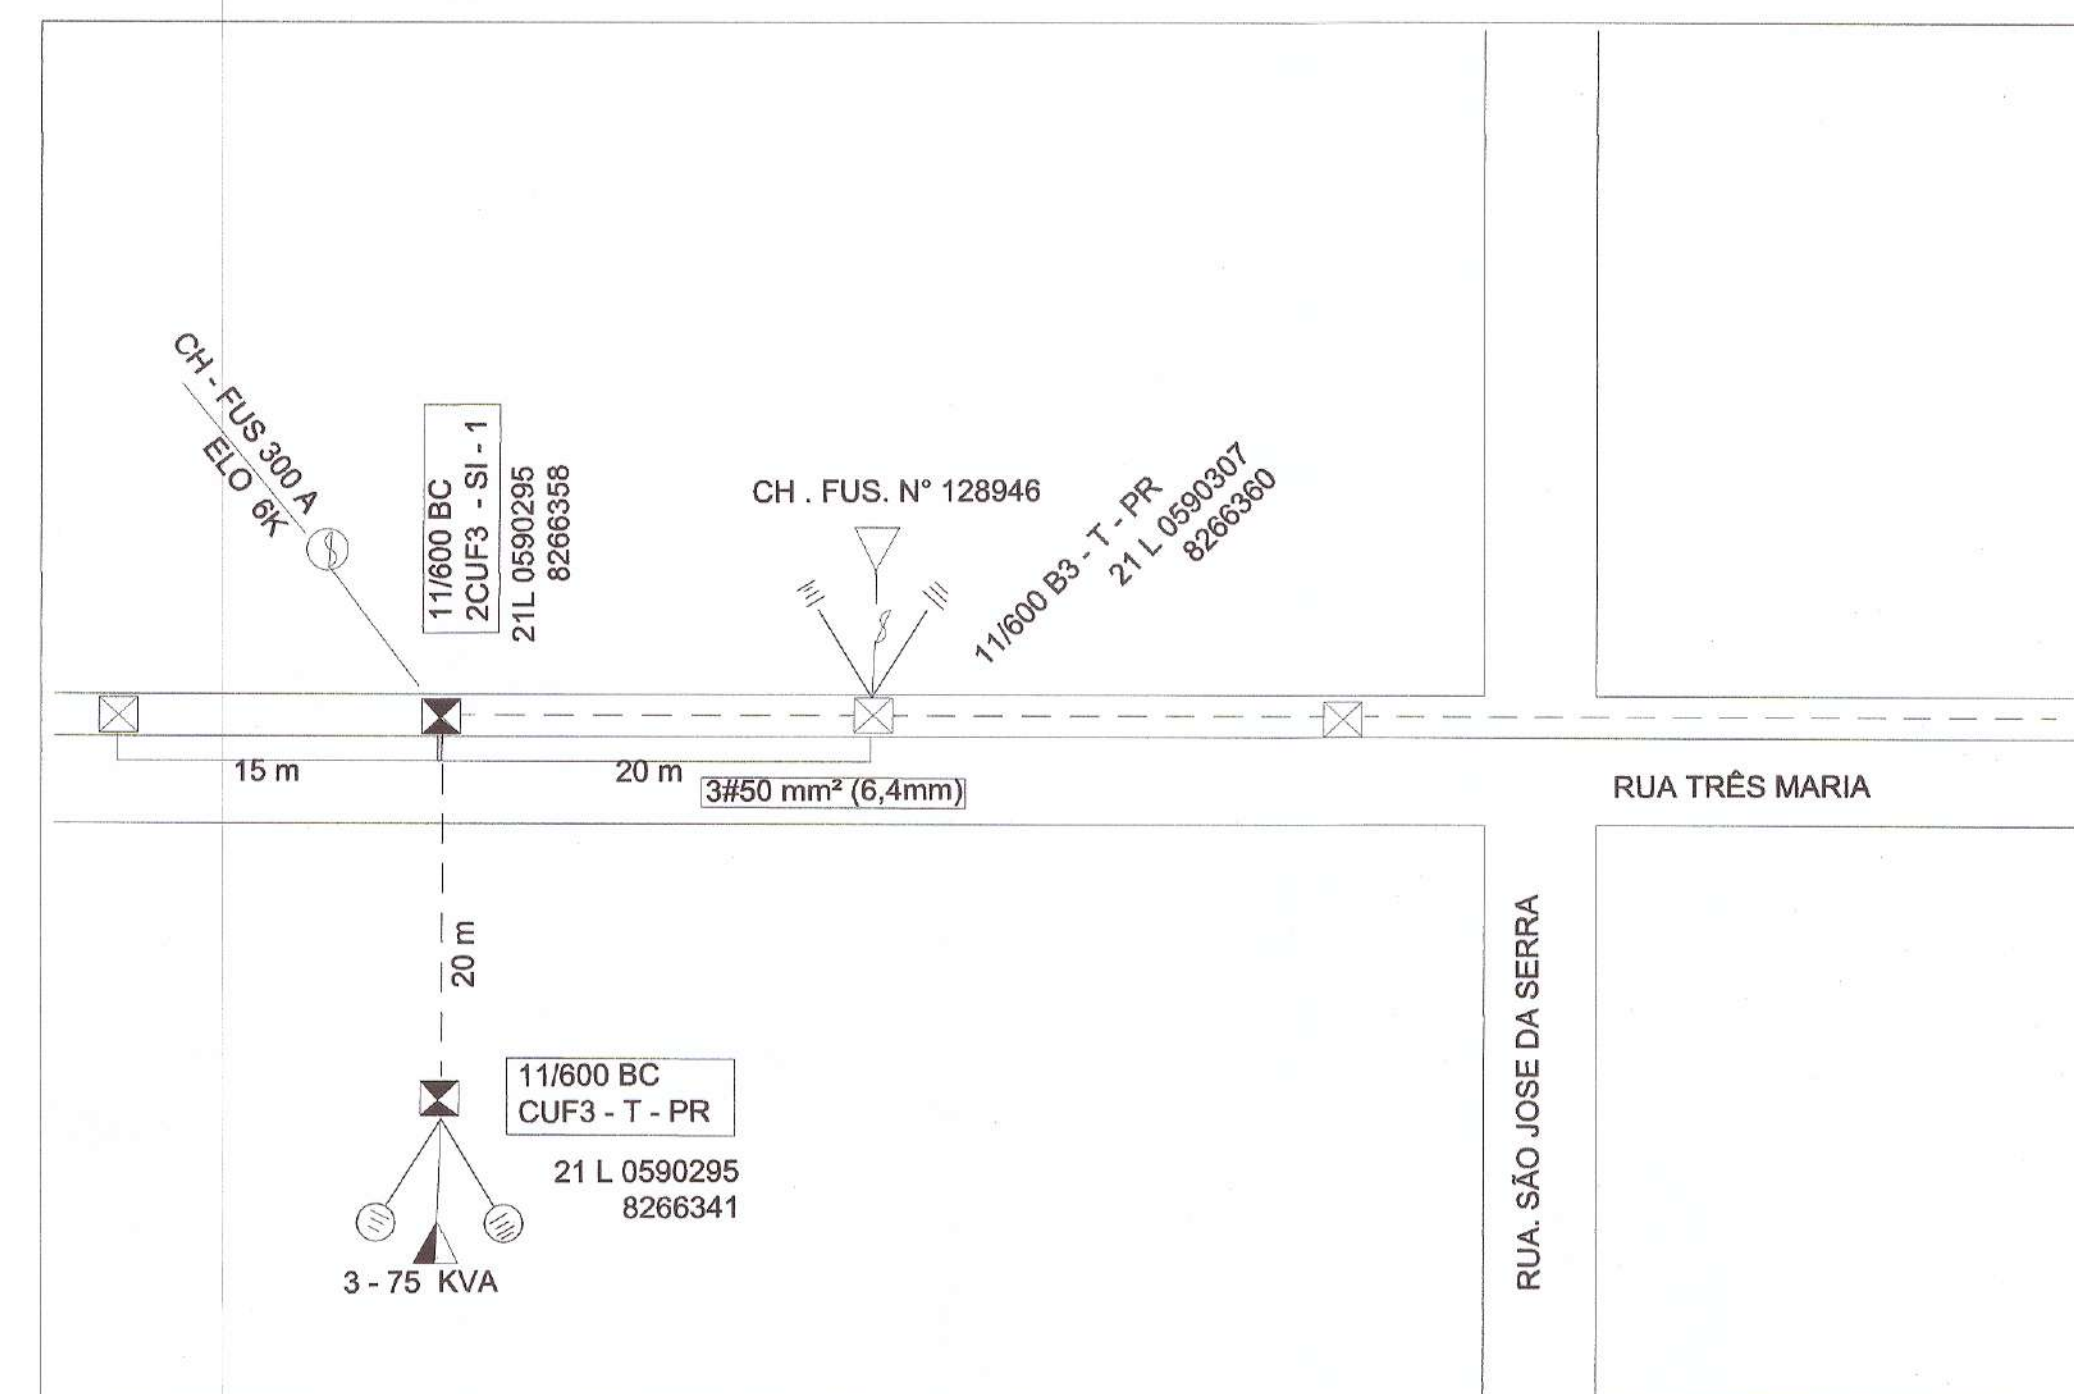 CH - FUS 300 A
ELO 6K
11/600 BC
2CUF3 - SI - 1
21L 0590295
8266358
CH . FUS. N° 128946
11/600 B3 - T - PR
21 L 0590307
8266360
15 m
20 m
3#50 mm² (6,4mm)
RUA TRÊS MARIA
20 m
RUA. SÃO JOSE DA SERRA
11/600 BC
CUF3 - T - PR
21 L 0590295
8266341
3 - 75 KVA